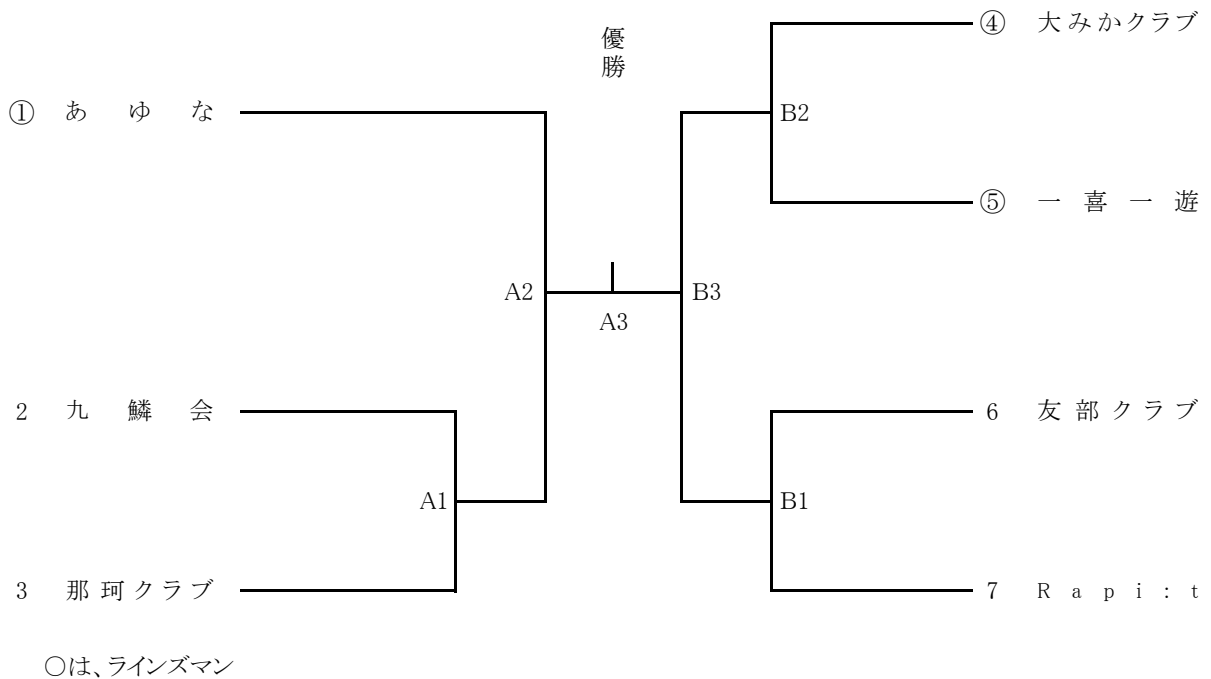 優勝
① あゆな
A2
2 九鱗会
A1
3 那珂クラブ
A3
④ 大みかクラブ
B2
⑤ 一喜一遊
B3
6 友部クラブ
B1
7 Rapi:t
○は、ラインズマン